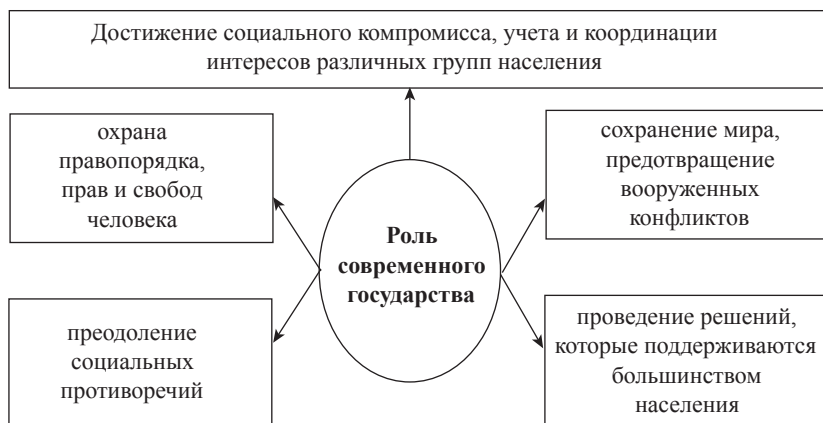 Достижение социального компромисса, учета и координации
интересов различных групп населения
охрана
правопорядка,
прав и свобод
человека
сохранение мира,
предотвращение
вооруженных
конфликтов
Роль
современного
государства
преодоление
социальных
противоречий
проведение решений,
которые поддерживаются
большинством
населения